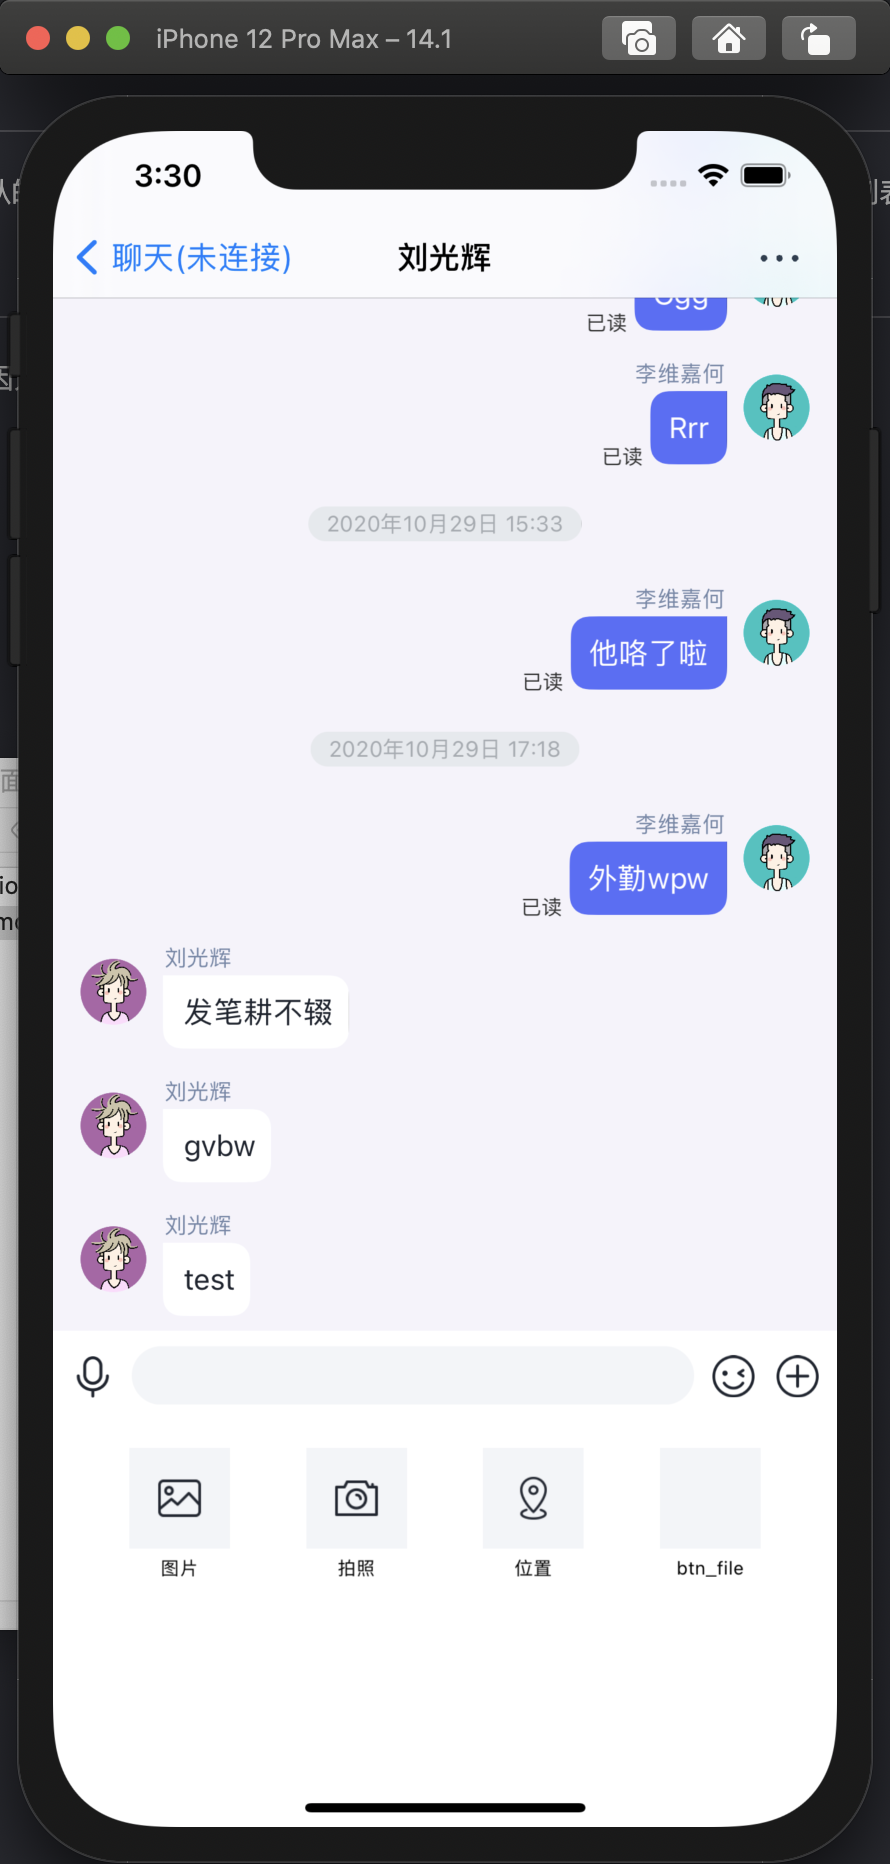 iPhone 12 Pro Max – 14.1
3:30
聊天(未连接)
刘光辉
已读
李维嘉何
Rrr
已读
2020年10月29日 15:33
李维嘉何
他咯了啦
已读
2020年10月29日 17:18
李维嘉何
外勤wpw
已读
刘光辉
发笔耕不辍
刘光辉
gvbw
刘光辉
test
图片
拍照
位置
btn_file